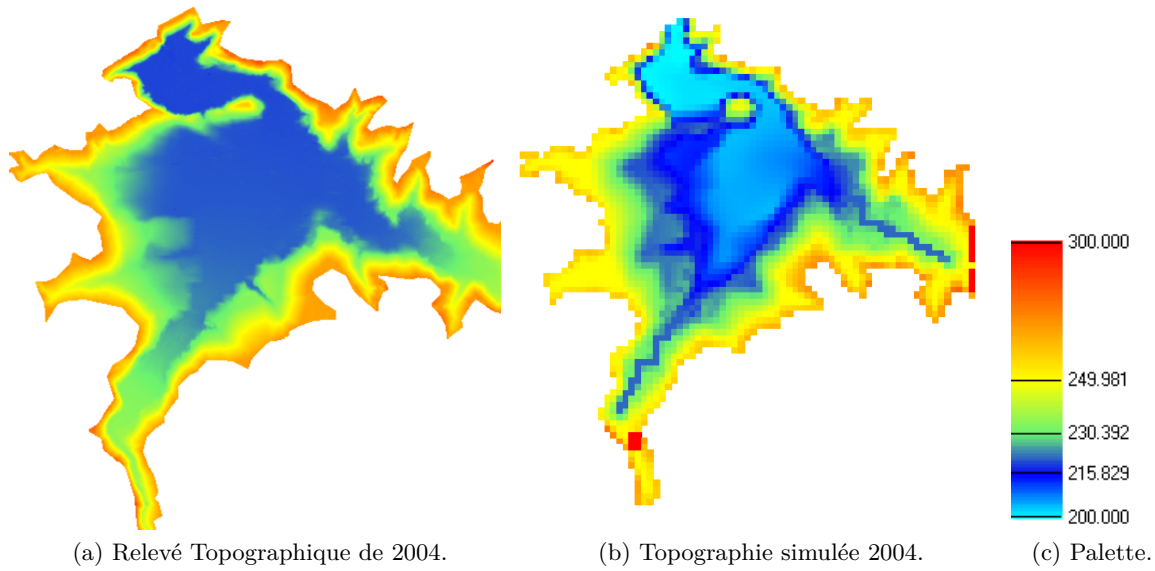 300.000
249.981
230.392
215.829
200.000
(a) Relevé Topographique de 2004.
(b) Topographie simulée 2004.
(c) Palette.